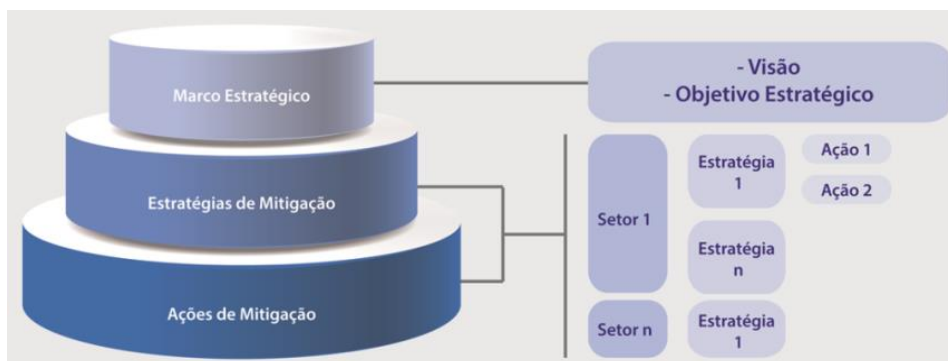 Marco Estratégico
- Visão
- Objetivo Estratégico
Estratégias de Mitigação
Ações de Mitigação
Setor 1
Estratégia
1
Ação 1
Ação 2
Estratégia
n
Setor n
Estratégia
1